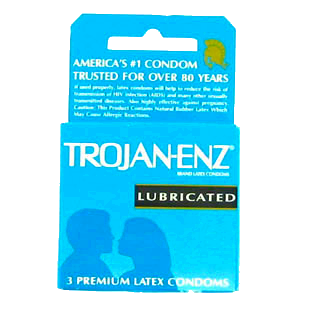 AMERICA'S #1 CONDOM
TRUSTED FOR OVER 80 YEARS
If used properly, latex condoms will help to reduce the risk of
transmission of HIV infection (AIDS) and many other sexually
transmitted diseases. Also highly effective against pregnancy.
Caution: This Product Contains Natural Rubber Latex Which
May Cause Allergic Reactions.
TROJAN-ENZ®
BRAND LATEX CONDOMS
LUBRICATED
3 PREMIUM LATEX CONDOMS